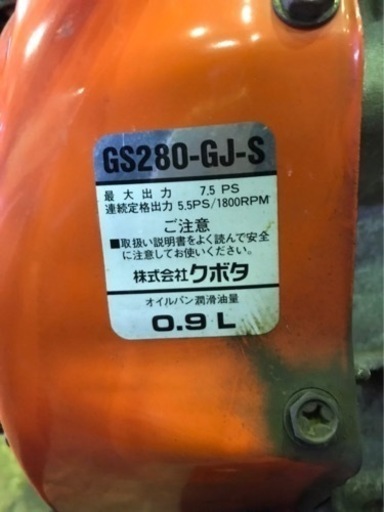 GS280-GJ-S
最大出力 7.5 PS
連続定格出力 5.5PS/1800RPM
ご注意
■取扱い説明書をよく読んで安全
に注意してお使いください。
株式会社クボタ
オイルパン潤滑油量
0.9 L